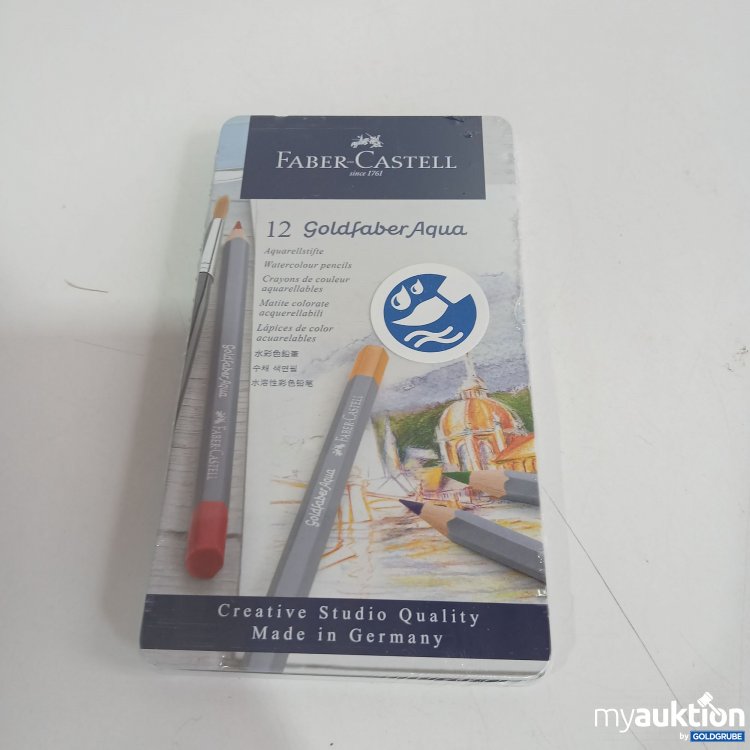 FABER-CASTELL
since 1761
12 Goldfaber Aqua
Aquarellstifte
Watercolour pencils
Crayons de couleur
aquarellables
Matite colorate
acquerellabili
Lápices de color
acuarelables
水彩色鉛筆
수채 색연필
水溶性彩色铅笔
Goldfaber Aqua
FABER-CASTELL
Goldfaber Aqua
FABER-CASTELL
Creative Studio Quality
Made in Germany
myauktion
by GOLDGRUBE